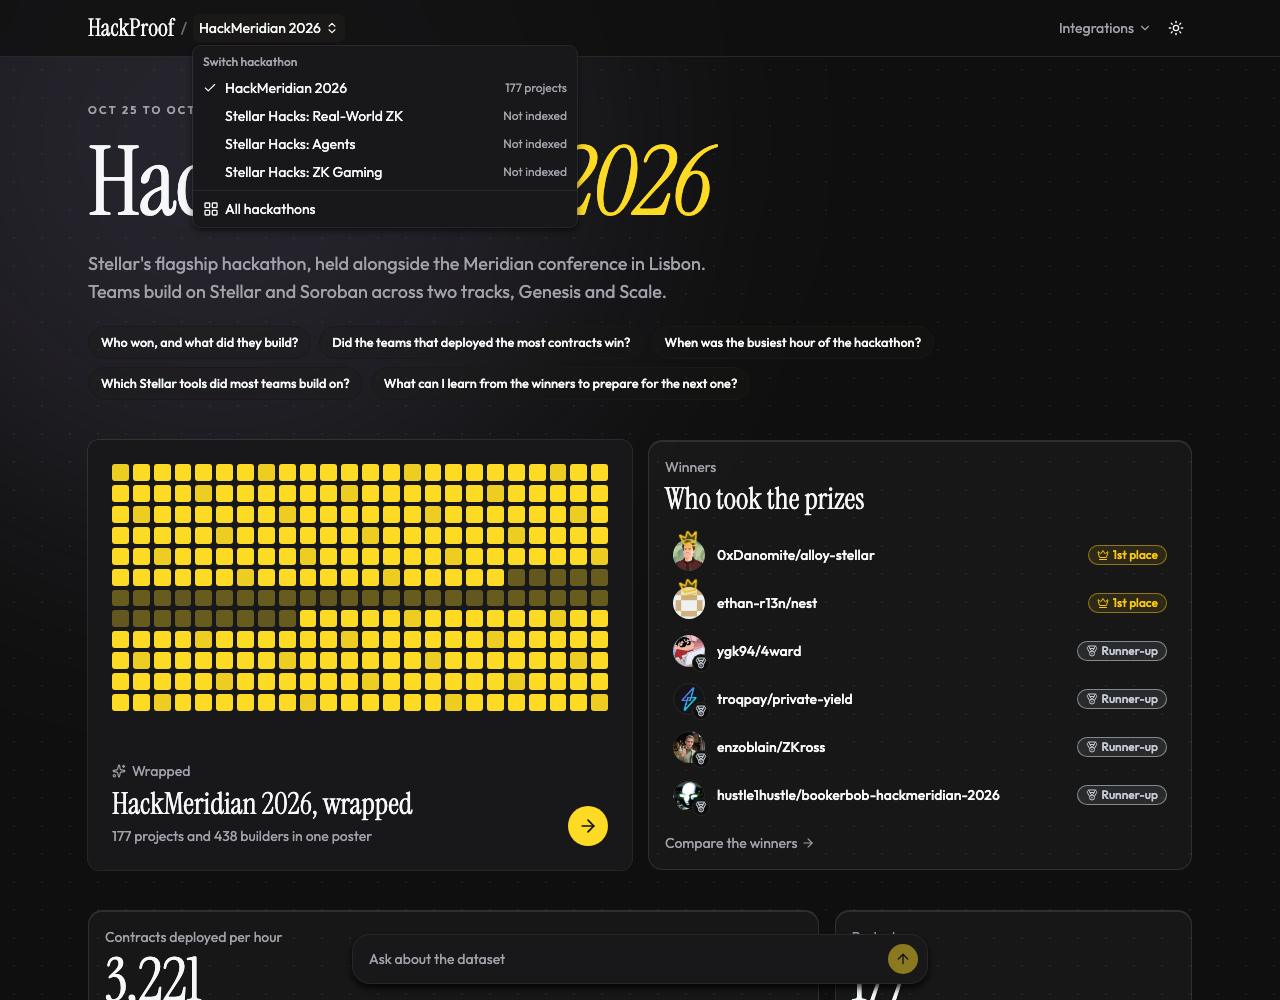 HackProof / HackMeridian 2026
Integrations
Switch hackathon
HackMeridian 2026 177 projects
Stellar Hacks: Real-World ZK Not indexed
Stellar Hacks: Agents Not indexed
Stellar Hacks: ZK Gaming Not indexed
All hackathons
OCT 25 TO OCT
Hac 2026
Stellar's flagship hackathon, held alongside the Meridian conference in Lisbon.
Teams build on Stellar and Soroban across two tracks, Genesis and Scale.
Who won, and what did they build? Did the teams that deployed the most contracts win? When was the busiest hour of the hackathon?
Which Stellar tools did most teams build on? What can I learn from the winners to prepare for the next one?
Wrapped
HackMeridian 2026, wrapped
177 projects and 438 builders in one poster
Winners
Who took the prizes
0xDanomite/alloy-stellar 1st place
ethan-r13n/nest 1st place
ygk94/4ward Runner-up
troqpay/private-yield Runner-up
enzoblain/ZKross Runner-up
hustle1hustle/bookerbob-hackmeridian-2026 Runner-up
Compare the winners
Contracts deployed per hour
3,221
177
Ask about the dataset